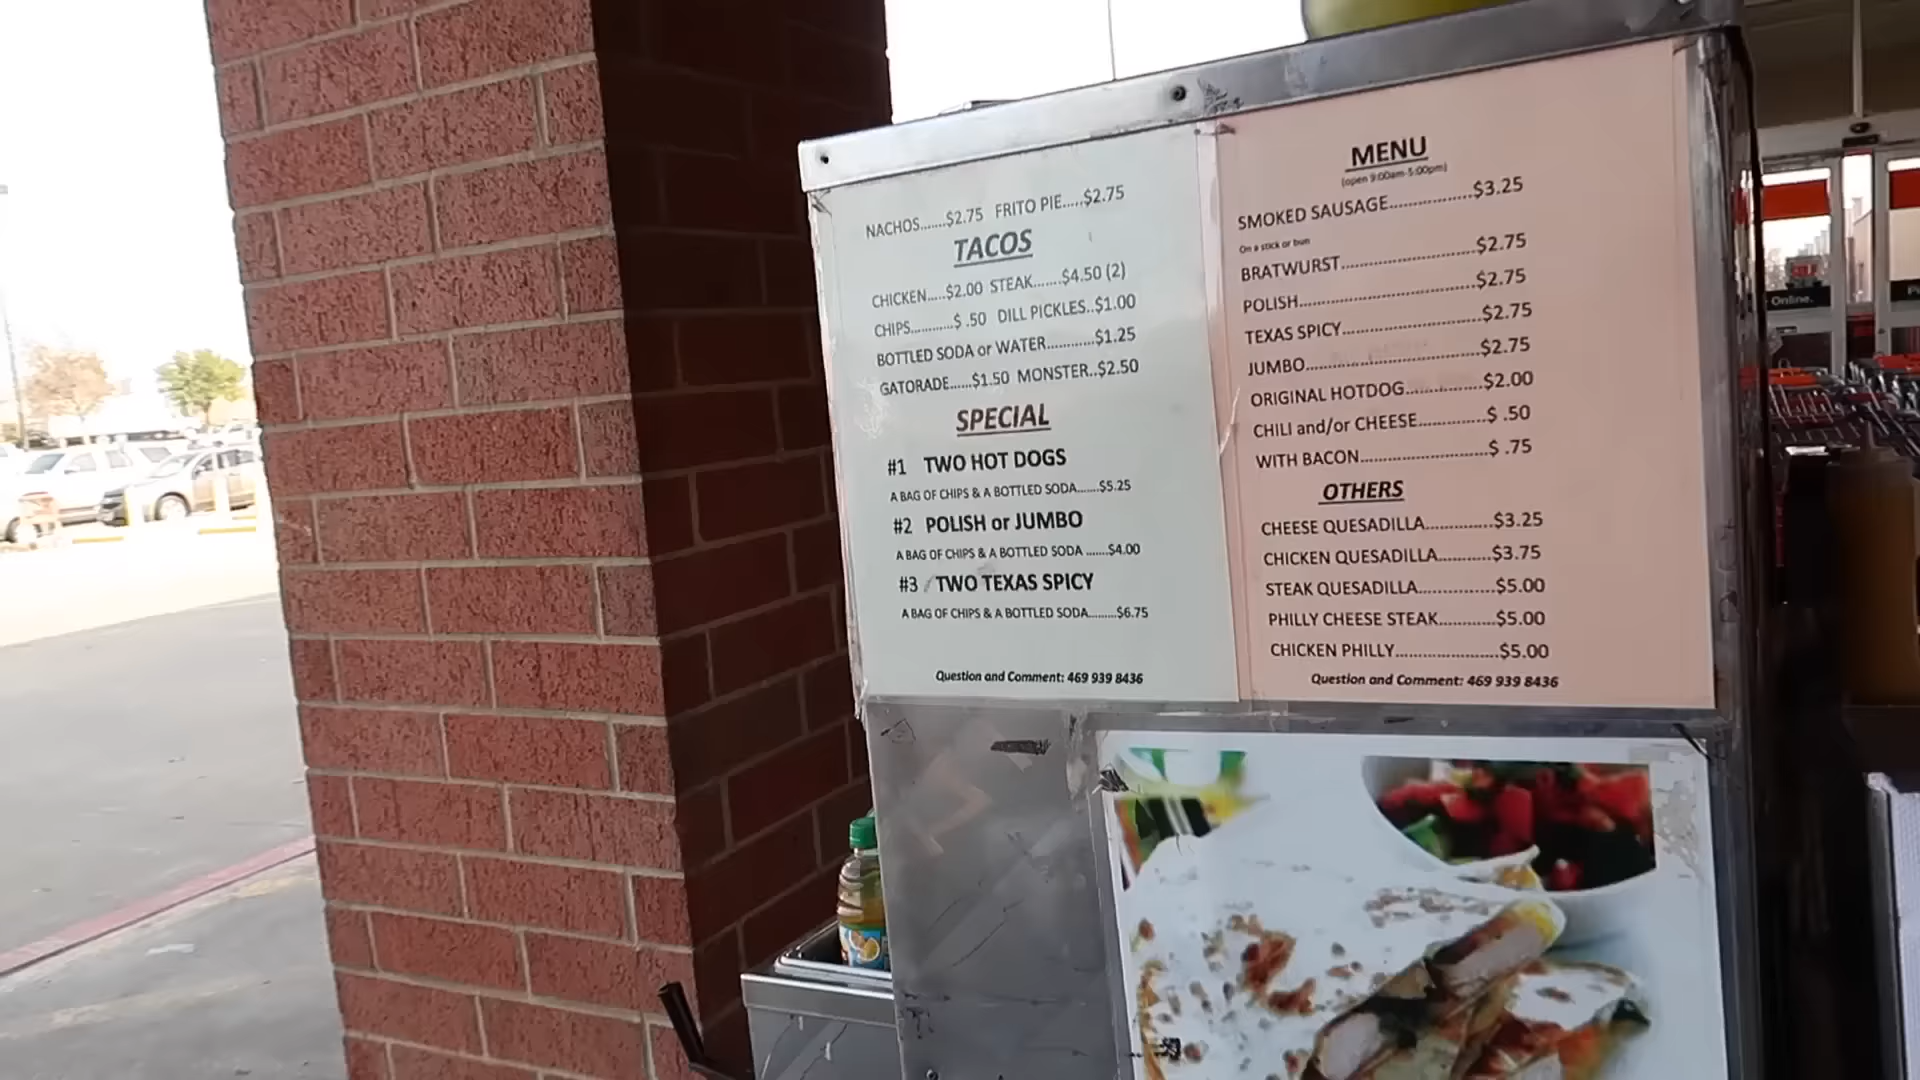 NACHOS.......$2.75 FRITO PIE.....$2.75
TACOS
CHICKEN.....$2.00 STEAK.......$4.50 (2)
CHIPS...........$ .50 DILL PICKLES..$1.00
BOTTLED SODA or WATER...........$1.25
GATORADE......$1.50 MONSTER..$2.50
SPECIAL
#1 TWO HOT DOGS
A BAG OF CHIPS & A BOTTLED SODA.......$5.25
#2 POLISH or JUMBO
A BAG OF CHIPS & A BOTTLED SODA .......$4.00
#3 TWO TEXAS SPICY
A BAG OF CHIPS & A BOTTLED SODA.........$6.75
Question and Comment: 469 939 8436
MENU
(open 9:00am-5:00pm)
SMOKED SAUSAGE.................$3.25
On a stick or bun
BRATWURST...........................$2.75
POLISH...................................$2.75
TEXAS SPICY............................$2.75
JUMBO...................................$2.75
ORIGINAL HOTDOG...............$2.00
CHILI and/or CHEESE.............$ .50
WITH BACON.........................$ .75
OTHERS
CHEESE QUESADILLA.............$3.25
CHICKEN QUESADILLA..........$3.75
STEAK QUESADILLA...............$5.00
PHILLY CHEESE STEAK...........$5.00
CHICKEN PHILLY.....................$5.00
Question and Comment: 469 939 8436
Online.